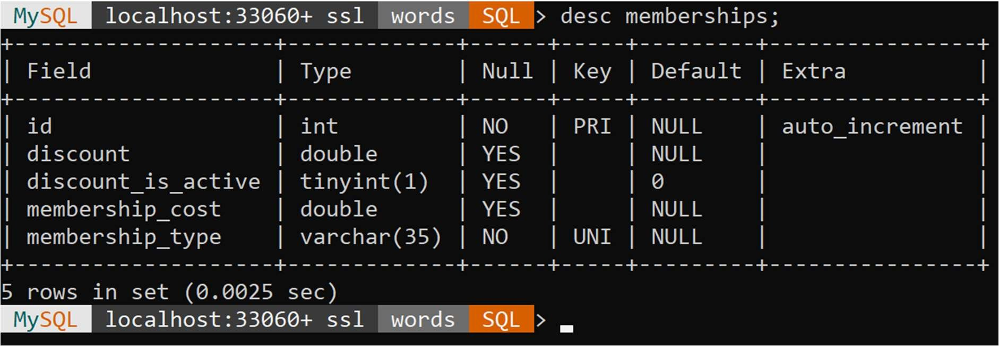 MySQL localhost:33060+ ssl words SQL > desc memberships;
+--------------------+-------------+------+-----+---------+----------------+
| Field              | Type        | Null | Key | Default | Extra          |
+--------------------+-------------+------+-----+---------+----------------+
| id                 | int         | NO   | PRI | NULL    | auto_increment |
| discount           | double      | YES  |     | NULL    |                |
| discount_is_active | tinyint(1)  | YES  |     | 0       |                |
| membership_cost    | double      | YES  |     | NULL    |                |
| membership_type    | varchar(35) | NO   | UNI | NULL    |                |
+--------------------+-------------+------+-----+---------+----------------+
5 rows in set (0.0025 sec)
MySQL localhost:33060+ ssl words SQL >